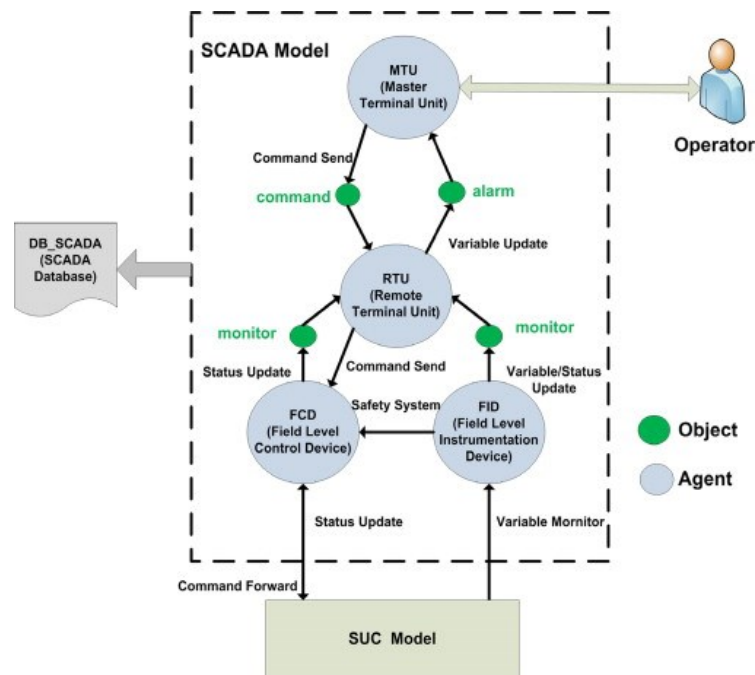 SCADA Model
MTU
(Master
Terminal Unit)
Operator
Command Send
command
alarm
Variable Update
DB_SCADA
(SCADA
Database)
RTU
(Remote
Terminal Unit)
monitor
monitor
Status Update
Command Send
Variable/Status
Update
Safety System
FCD
(Field Level
Control Device)
FID
(Field Level
Instrumentation
Device)
Object
Agent
Status Update
Variable Mornitor
Command Forward
SUC Model